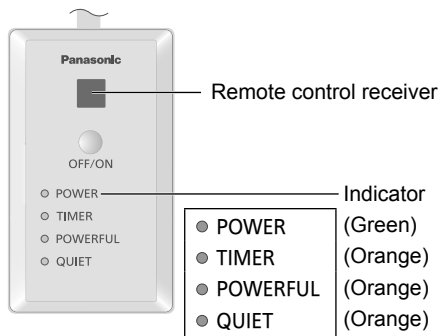 Panasonic
Remote control receiver
OFF/ON
POWER
TIMER
POWERFUL
QUIET
Indicator
POWER (Green)
TIMER (Orange)
POWERFUL (Orange)
QUIET (Orange)